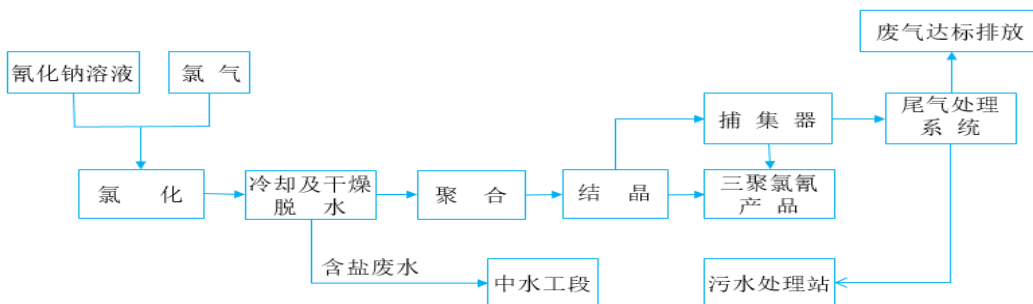 废气达标排放
氰化钠溶液
氯 气
捕 集 器
尾气处理
系 统
氯 化
冷却及干燥
脱 水
聚 合
结 晶
三聚氯氰
产 品
含盐废水
中水工段
污水处理站